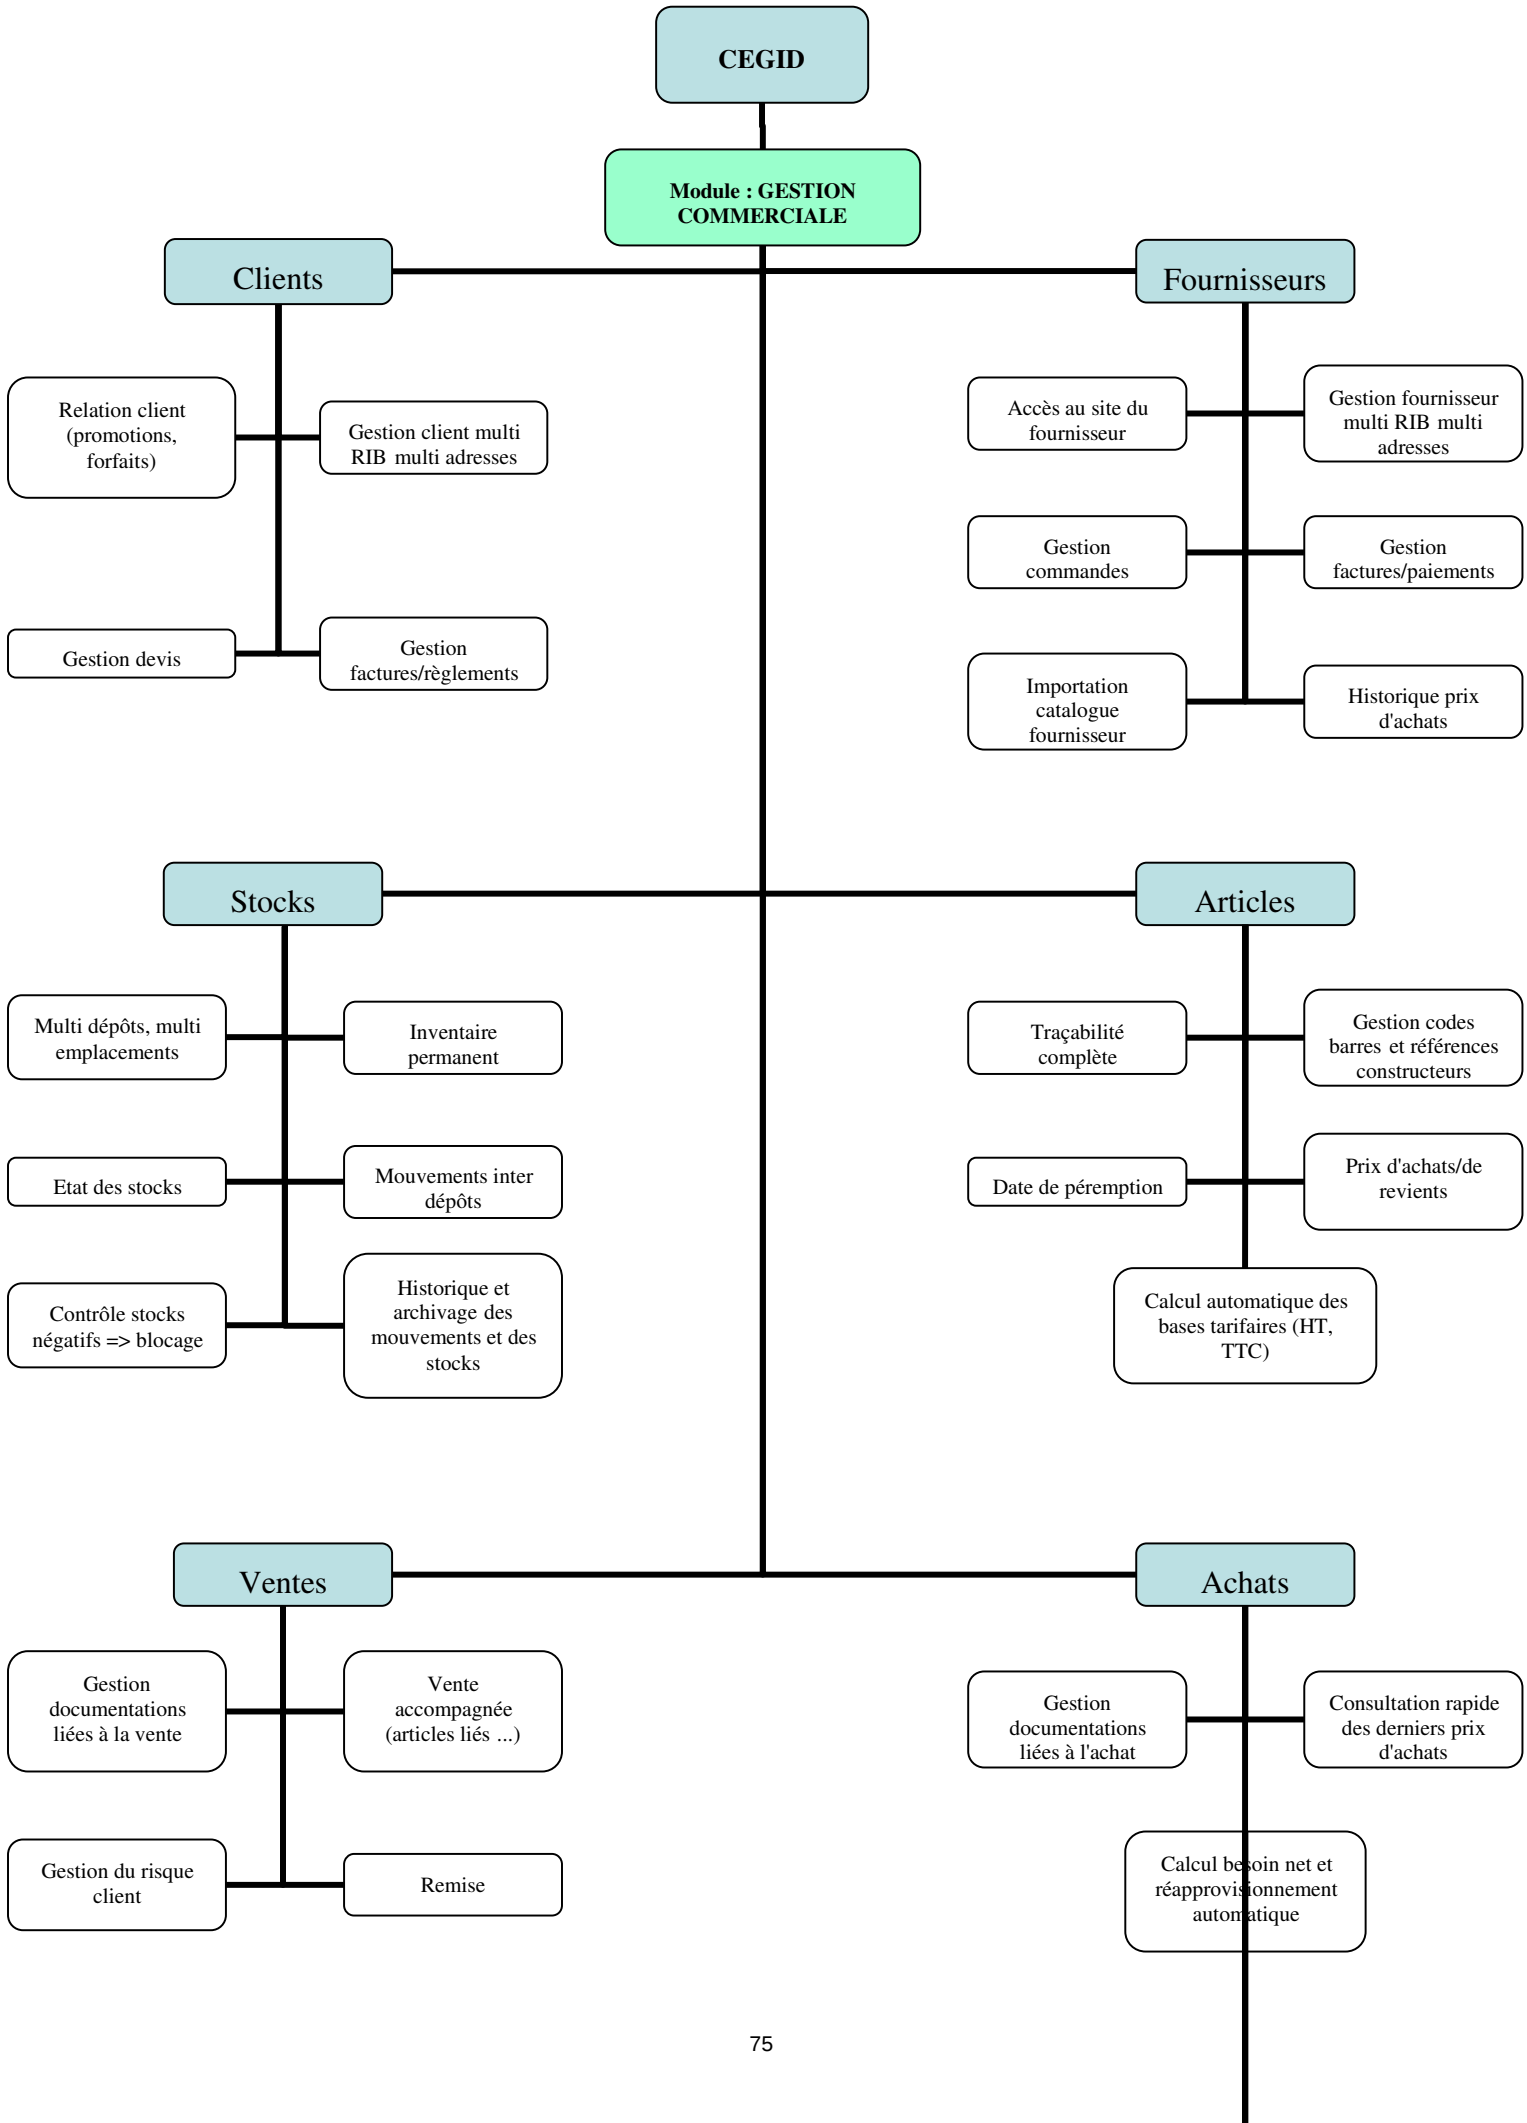 CEGID
Module : GESTION
COMMERCIALE
Clients
Fournisseurs
Relation client
(promotions,
forfaits)
Gestion client multi
RIB multi adresses
Accès au site du
fournisseur
Gestion fournisseur
multi RIB multi
adresses
Gestion
commandes
Gestion
factures/paiements
Gestion devis
Gestion
factures/règlements
Importation
catalogue
fournisseur
Historique prix
d'achats
Stocks
Articles
Multi dépôts, multi
emplacements
Inventaire
permanent
Traçabilité
complète
Gestion codes
barres et références
constructeurs
Etat des stocks
Mouvements inter
dépôts
Date de péremption
Prix d'achats/de
revients
Contrôle stocks
négatifs => blocage
Historique et
archivage des
mouvements et des
stocks
Calcul automatique des
bases tarifaires (HT,
TTC)
Ventes
Achats
Gestion
documentations
liées à la vente
Vente
accompagnée
(articles liés ...)
Gestion
documentations
liées à l'achat
Consultation rapide
des derniers prix
d'achats
Gestion du risque
client
Remise
Calcul besoin net et
réapprovisionnement
automatique
75